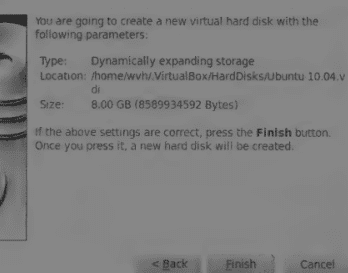 You are going to create a new virtual hard disk with the
following parameters:
Type: Dynamically expanding storage
Location: /home/wvh/.VirtualBox/HardDisks/Ubuntu 10.04.v
di
Size: 8.00 GB (8589934592 Bytes)
If the above settings are correct, press the Finish button.
Once you press it, a new hard disk will be created.
< Back Finish Cancel